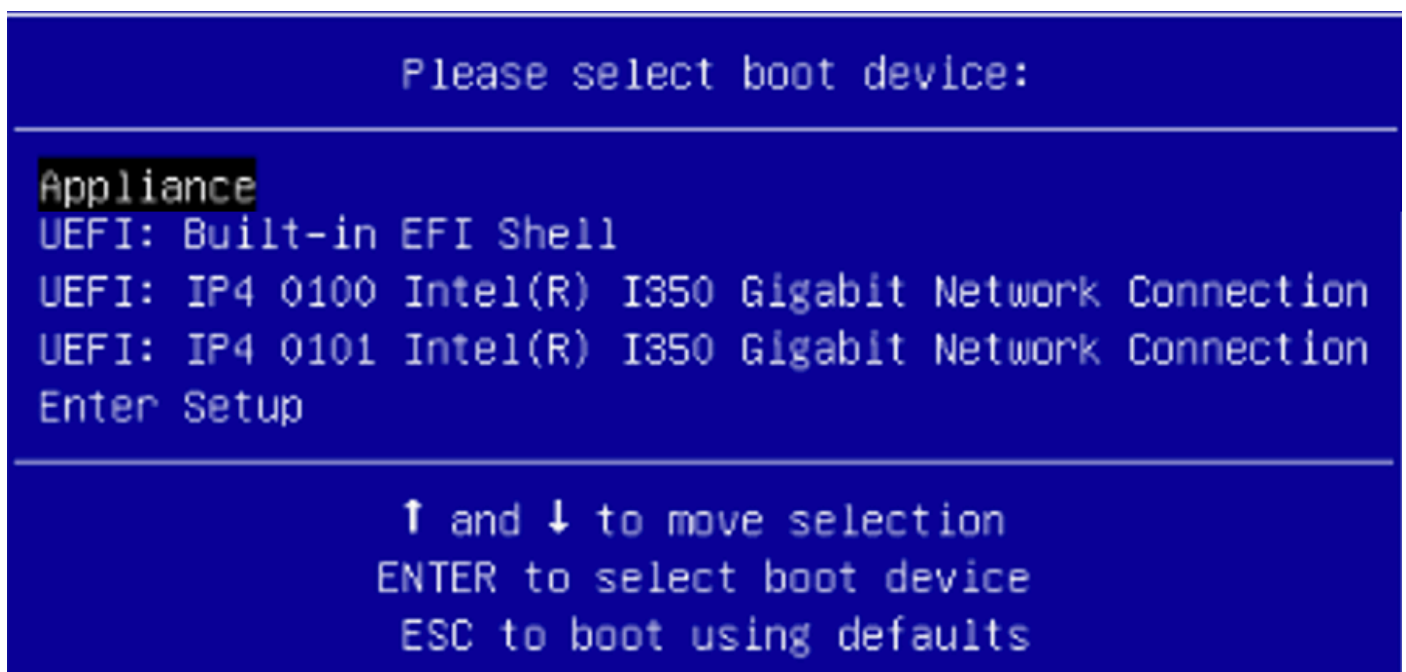 Please select boot device:
Appliance
UEFI: Built-in EFI Shell
UEFI: IP4 0100 Intel(R) I350 Gigabit Network Connection
UEFI: IP4 0101 Intel(R) I350 Gigabit Network Connection
Enter Setup
↑ and ↓ to move selection
ENTER to select boot device
ESC to boot using defaults